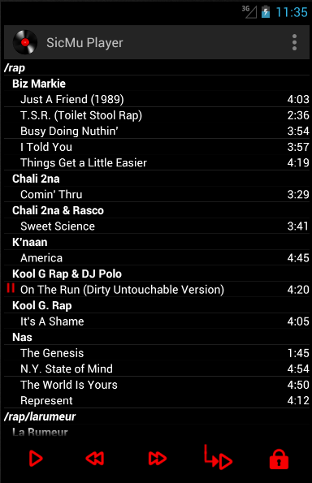 3G 11:35
SicMu Player
/rap
Biz Markie
Just A Friend (1989) 4:03
T.S.R. (Toilet Stool Rap) 2:36
Busy Doing Nuthin' 3:54
I Told You 3:57
Things Get a Little Easier 4:19
Chali 2na
Comin' Thru 3:29
Chali 2na & Rasco
Sweet Science 3:41
K'naan
America 4:45
Kool G Rap & DJ Polo
On The Run (Dirty Untouchable Version) 4:20
Kool G. Rap
It's A Shame 4:05
Nas
The Genesis 1:45
N.Y. State of Mind 4:54
The World Is Yours 4:50
Represent 4:12
/rap/larumeur
La Rumeur